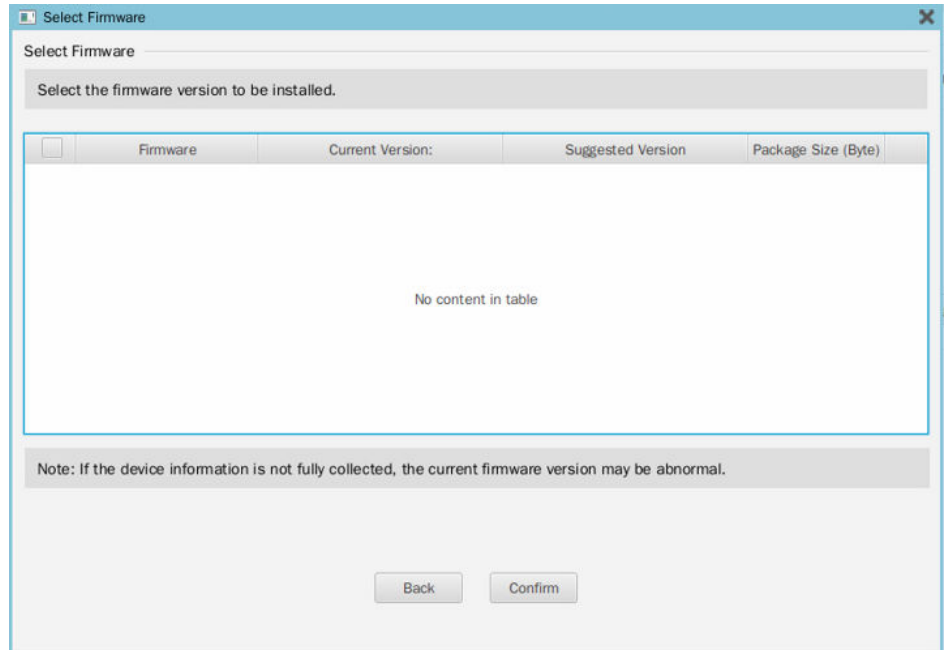 Select Firmware
Select Firmware
Select the firmware version to be installed.
Firmware Current Version: Suggested Version Package Size (Byte)
No content in table
Note: If the device information is not fully collected, the current firmware version may be abnormal.
Back Confirm